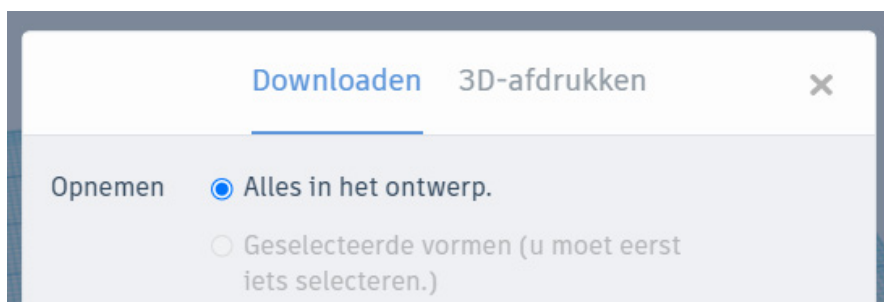 Downloaden 3D-afdrukken
Opnemen Alles in het ontwerp.
Geselecteerde vormen (u moet eerst
iets selecteren.)